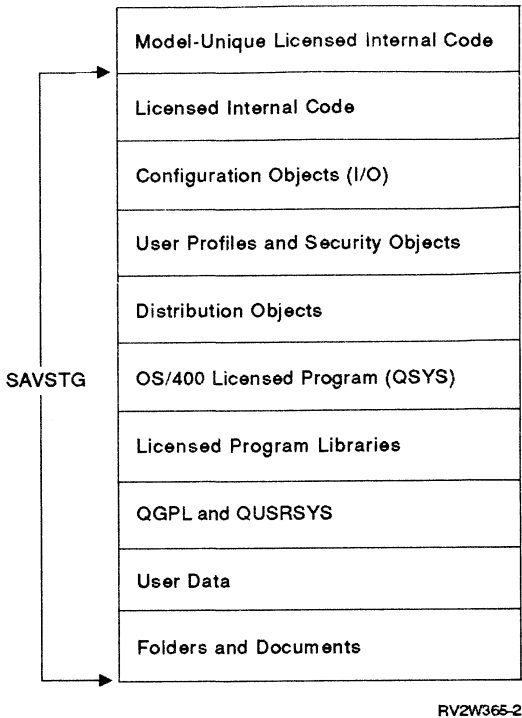 Model-Unique Licensed Internal Code
Licensed Internal Code
Configuration Objects (I/O)
User Profiles and Security Objects
Distribution Objects
SAVSTG
OS/400 Licensed Program (QSYS)
Licensed Program Libraries
QGPL and QUSRSYS
User Data
Folders and Documents
RV2W365-2